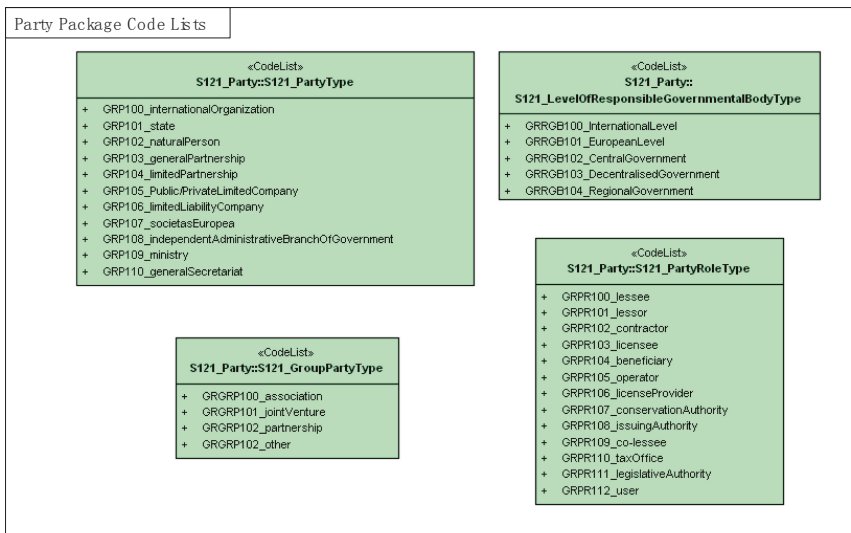 Party Package Code Lists
«CodeList»
S121_Party::S121_PartyType
+ GRP100_internationalOrganization
+ GRP101_state
+ GRP102_naturalPerson
+ GRP103_generalPartnership
+ GRP104_limitedPartnership
+ GRP105_Public/PrivateLimitedCompany
+ GRP106_limitedLiabilityCompany
+ GRP107_societasEuropea
+ GRP108_independentAdministrativeBranchOfGovernment
+ GRP109_ministry
+ GRP110_generalSecretariat
«CodeList»
S121_Party::
S121_LevelOfResponsibleGovernmentalBodyType
+ GRRGB100_InternationalLevel
+ GRRGB101_EuropeanLevel
+ GRRGB102_CentralGovernment
+ GRRGB103_DecentralisedGovernment
+ GRRGB104_RegionalGovernment
«CodeList»
S121_Party::S121_GroupPartyType
+ GRGRP100_association
+ GRGRP101_jointVenture
+ GRGRP102_partnership
+ GRGRP102_other
«CodeList»
S121_Party::S121_PartyRoleType
+ GRPR100_lessee
+ GRPR101_lessor
+ GRPR102_contractor
+ GRPR103_licensee
+ GRPR104_beneficiary
+ GRPR105_operator
+ GRPR106_licenseProvider
+ GRPR107_conservationAuthority
+ GRPR108_issuingAuthority
+ GRPR109_co-lessee
+ GRPR110_taxOffice
+ GRPR111_legislativeAuthority
+ GRPR112_user